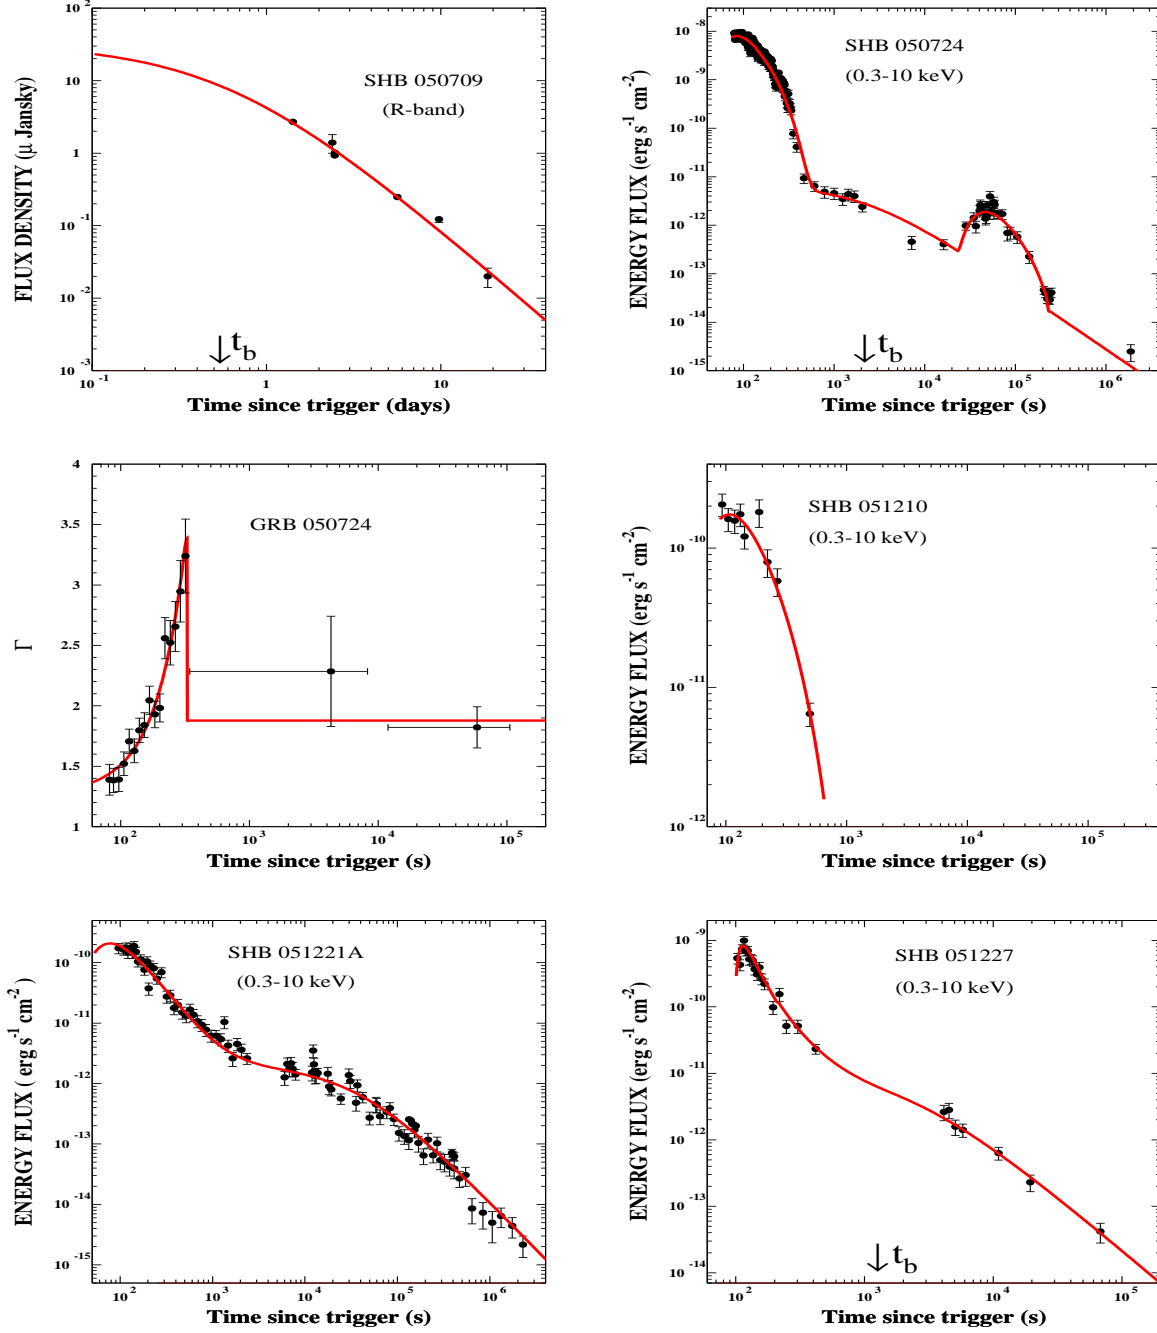 10 2
10
1
10 -1
10 -2
10 -3
10 -1
1
10
FLUX DENSITY (μ Jansky)
SHB 050709
(R-band)
t b
Time since trigger (days)
10 -8
10 -9
10 -10
10 -11
10 -12
10 -13
10 -14
10 -15
10 2
10 3
10 4
10 5
10 6
ENERGY FLUX (erg s-1 cm-2)
SHB 050724
(0.3-10 keV)
t b
Time since trigger (s)
4
3.5
3
2.5
2
1.5
1
10 2
10 3
10 4
10 5
Γ
GRB 050724
Time since trigger (s)
10 -10
10 -11
10 -12
10 2
10 3
10 4
10 5
ENERGY FLUX (erg s-1 cm-2)
SHB 051210
(0.3-10 keV)
Time since trigger (s)
10 -10
10 -11
10 -12
10 -13
10 -14
10 -15
10 2
10 3
10 4
10 5
10 6
ENERGY FLUX ( erg s-1 cm-2)
SHB 051221A
(0.3-10 keV)
Time since trigger (s)
10 -9
10 -10
10 -11
10 -12
10 -13
10 -14
10 2
10 3
10 4
10 5
ENERGY FLUX (erg s-1 cm-2)
SHB 051227
(0.3-10 keV)
t b
Time since trigger (s)